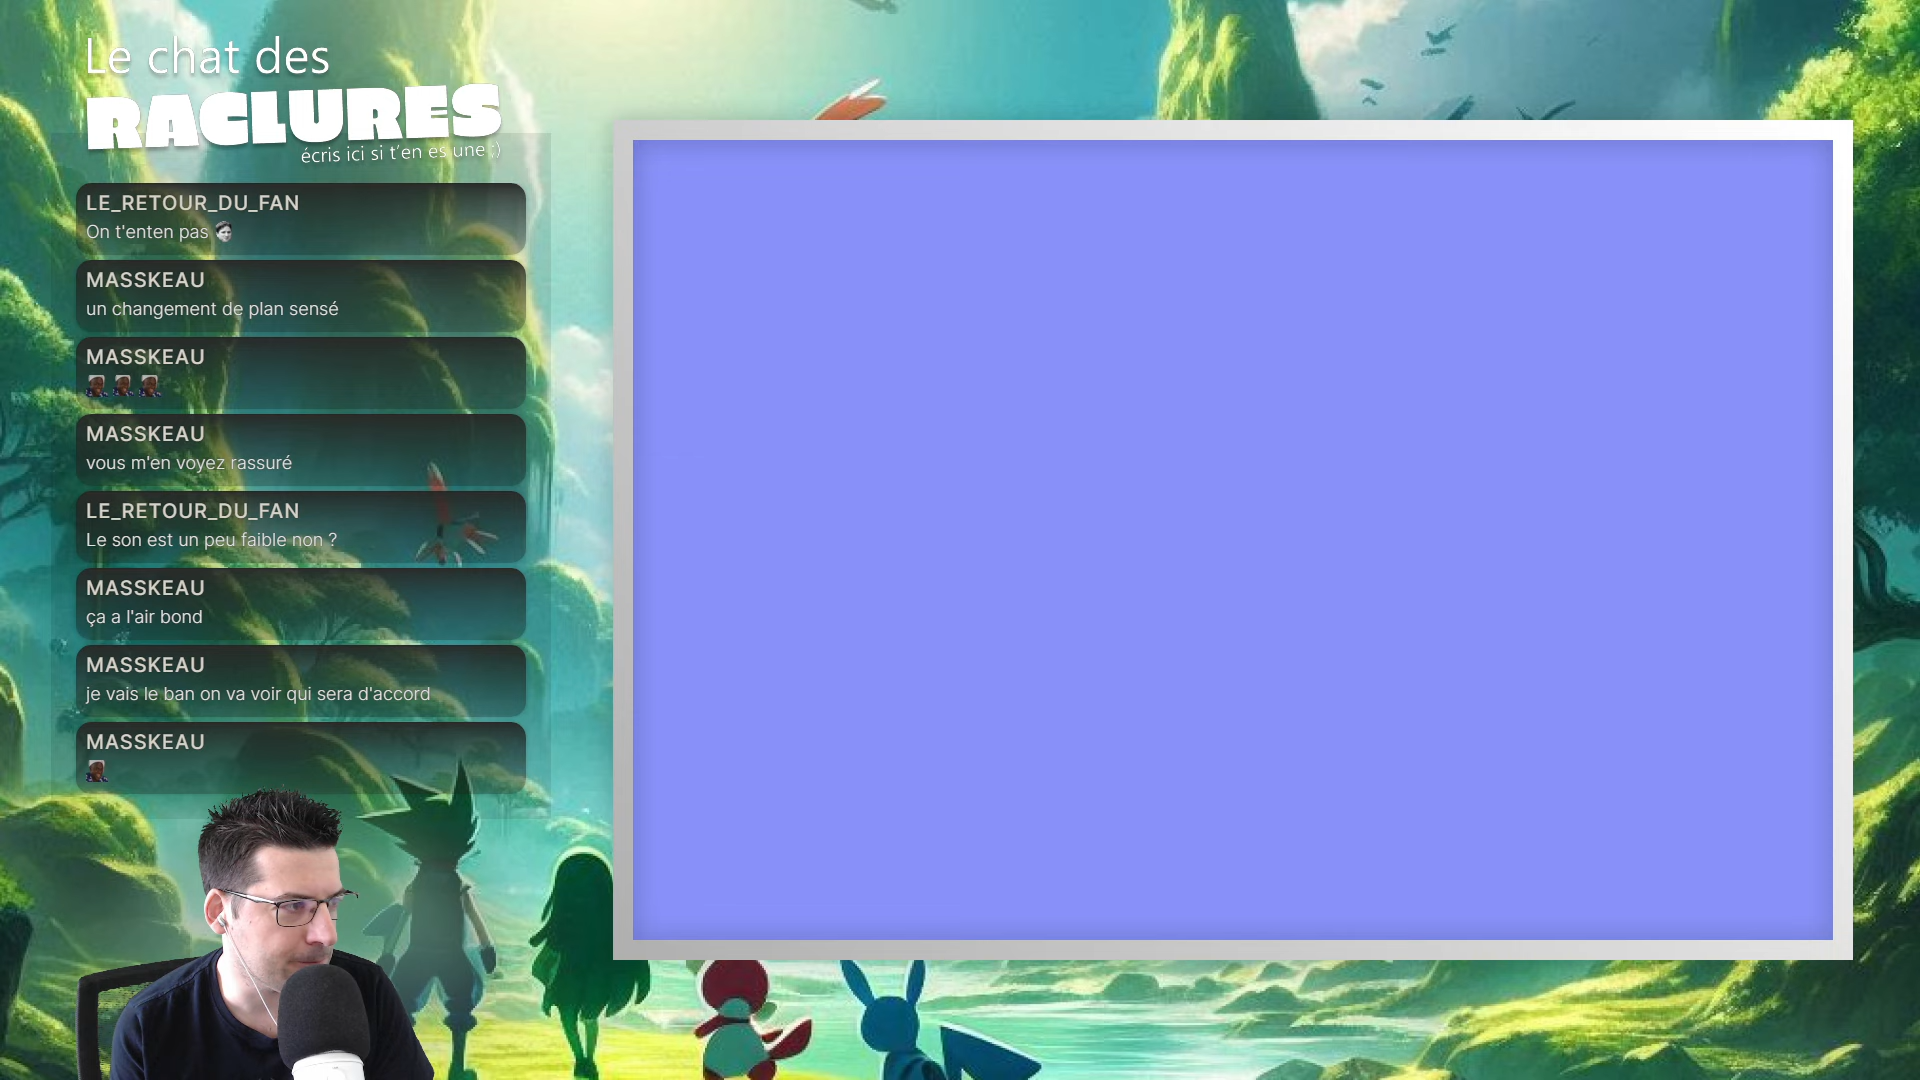 Le chat des
RACLURES
écris ici si t'en es une ;)
LE_RETOUR_DU_FAN
On t'enten pas
MASSKEAU
un changement de plan sensé
MASSKEAU
MASSKEAU
vous m'en voyez rassuré
LE_RETOUR_DU_FAN
Le son est un peu faible non ?
MASSKEAU
ça a l'air bond
MASSKEAU
je vais le ban on va voir qui sera d'accord
MASSKEAU